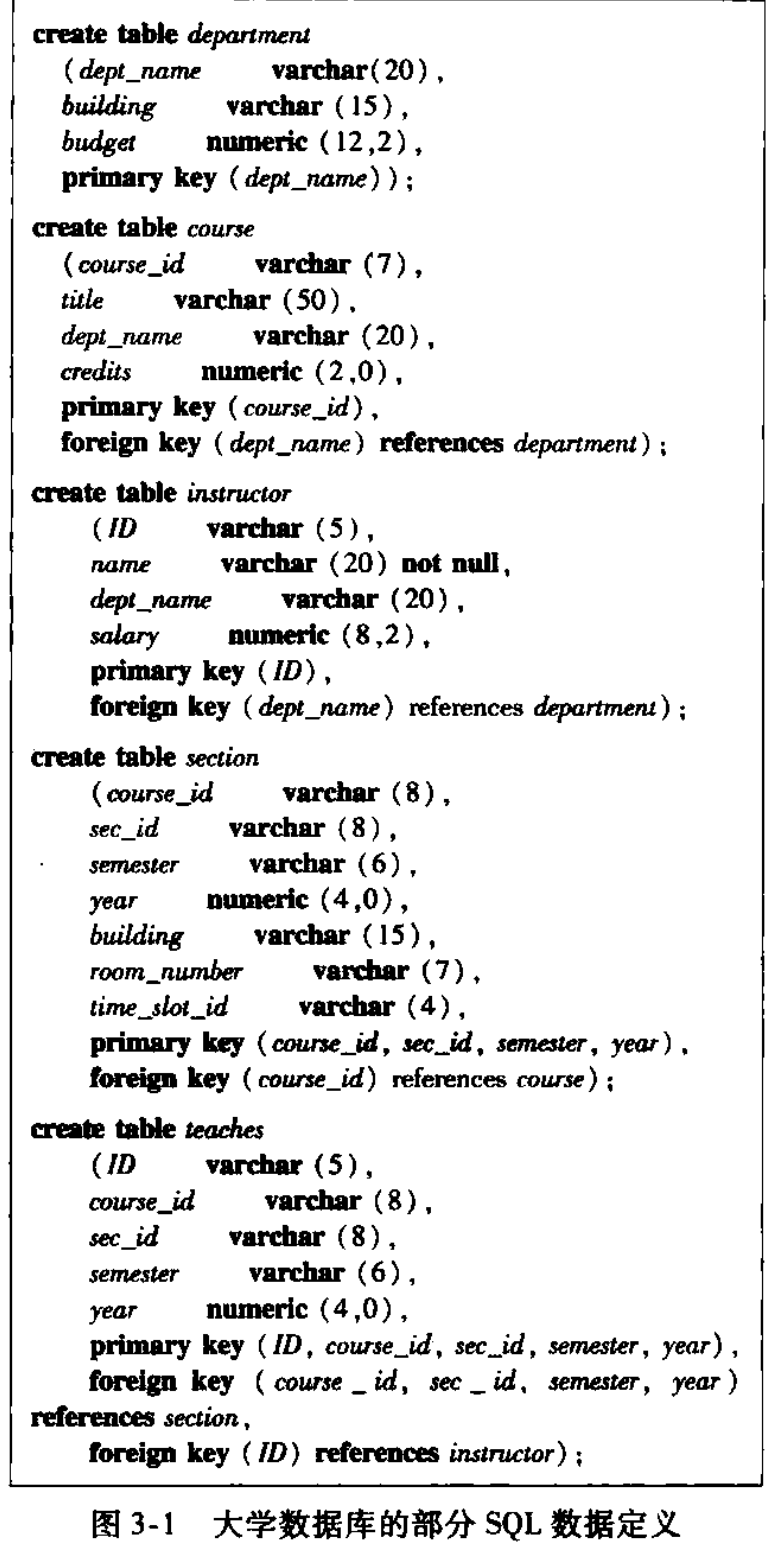 create table department
(dept_name varchar(20),
building varchar (15),
budget numeric (12,2),
primary key (dept_name));
create table course
(course_id varchar (7),
title varchar (50),
dept_name varchar (20),
credits numeric (2,0),
primary key (course_id),
foreign key (dept_name) references department);
create table instructor
(ID varchar (5),
name varchar (20) not null,
dept_name varchar (20),
salary numeric (8,2),
primary key (ID),
foreign key (dept_name) references department);
create table section
(course_id varchar (8),
sec_id varchar (8),
semester varchar (6),
year numeric (4,0),
building varchar (15),
room_number varchar (7),
time_slot_id varchar (4),
primary key (course_id, sec_id, semester, year),
foreign key (course_id) references course);
create table teaches
(ID varchar (5),
course_id varchar (8),
sec_id varchar (8),
semester varchar (6),
year numeric (4,0),
primary key (ID, course_id, sec_id, semester, year),
foreign key (course _ id, sec _ id, semester, year)
references section,
foreign key (ID) references instructor);
图 3-1 大学数据库的部分 SQL 数据定义